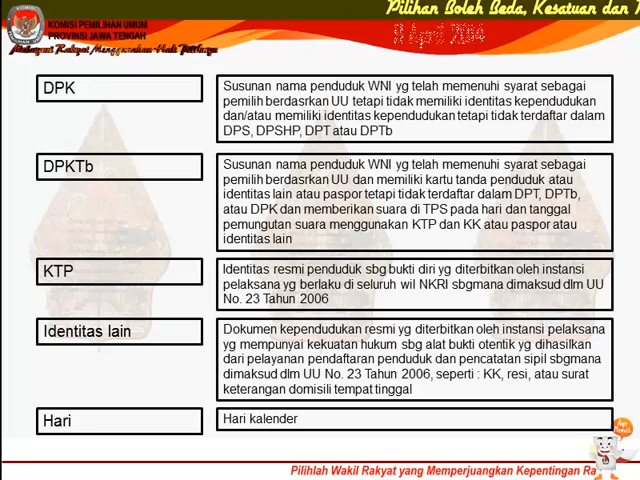 Pilihan Boleh Beda, Kesatuan dan
KOMISI PEMILIHAN UMUM
PROVINSI JAWA TENGAH
Melayani Rakyat Menggunakan Hak Pilihnya
9 April 2014
DPK
Susunan nama penduduk WNI yg telah memenuhi syarat sebagai
pemilih berdasrkan UU tetapi tidak memiliki identitas kependudukan
dan/atau memiliki identitas kependudukan tetapi tidak terdaftar dalam
DPS, DPSHP, DPT atau DPTb
DPKTb
Susunan nama penduduk WNI yg telah memenuhi syarat sebagai
pemilih berdasrkan UU dan memiliki kartu tanda penduduk atau
identitas lain atau paspor tetapi tidak terdaftar dalam DPT, DPTb,
atau DPK dan memberikan suara di TPS pada hari dan tanggal
pemungutan suara menggunakan KTP dan KK atau paspor atau
identitas lain
KTP
Identitas resmi penduduk sbg bukti diri yg diterbitkan oleh instansi
pelaksana yg berlaku di seluruh wil NKRI sbgmana dimaksud dlm UU
No. 23 Tahun 2006
Identitas lain
Dokumen kependudukan resmi yg diterbitkan oleh instansi pelaksana
yg mempunyai kekuatan hukum sbg alat bukti otentik yg dihasilkan
dari pelayanan pendaftaran penduduk dan pencatatan sipil sbgmana
dimaksud dlm UU No. 23 Tahun 2006, seperti : KK, resi, atau surat
keterangan domisili tempat tinggal
Hari
Hari kalender
Pilihlah Wakil Rakyat yang Memperjuangkan Kepentingan Ra